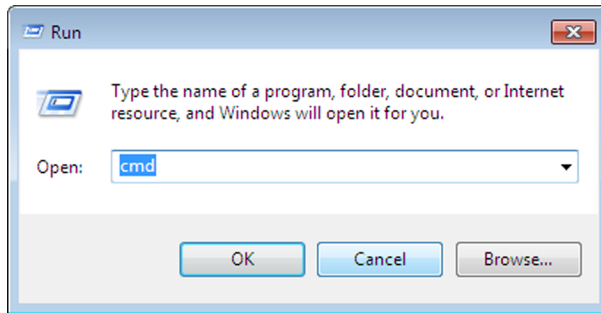 Run
Type the name of a program, folder, document, or Internet
resource, and Windows will open it for you.
Open: cmd
OK Cancel Browse...